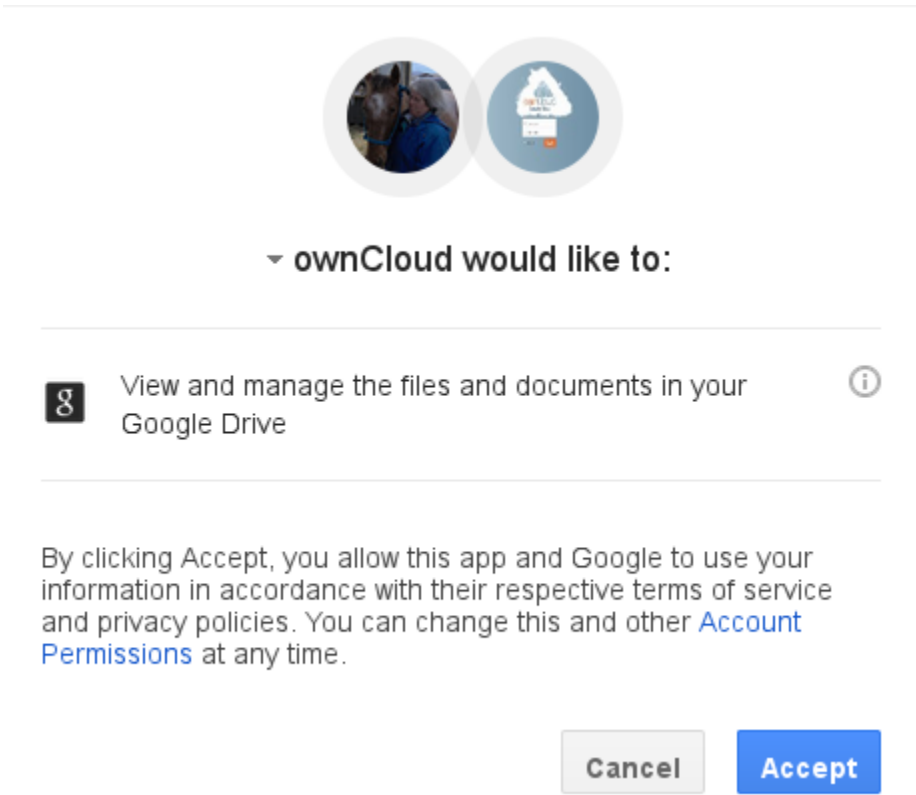 ownCloud would like to:
g
View and manage the files and documents in your
Google Drive
By clicking Accept, you allow this app and Google to use your
information in accordance with their respective terms of service
and privacy policies. You can change this and other Account
Permissions at any time.
Cancel
Accept